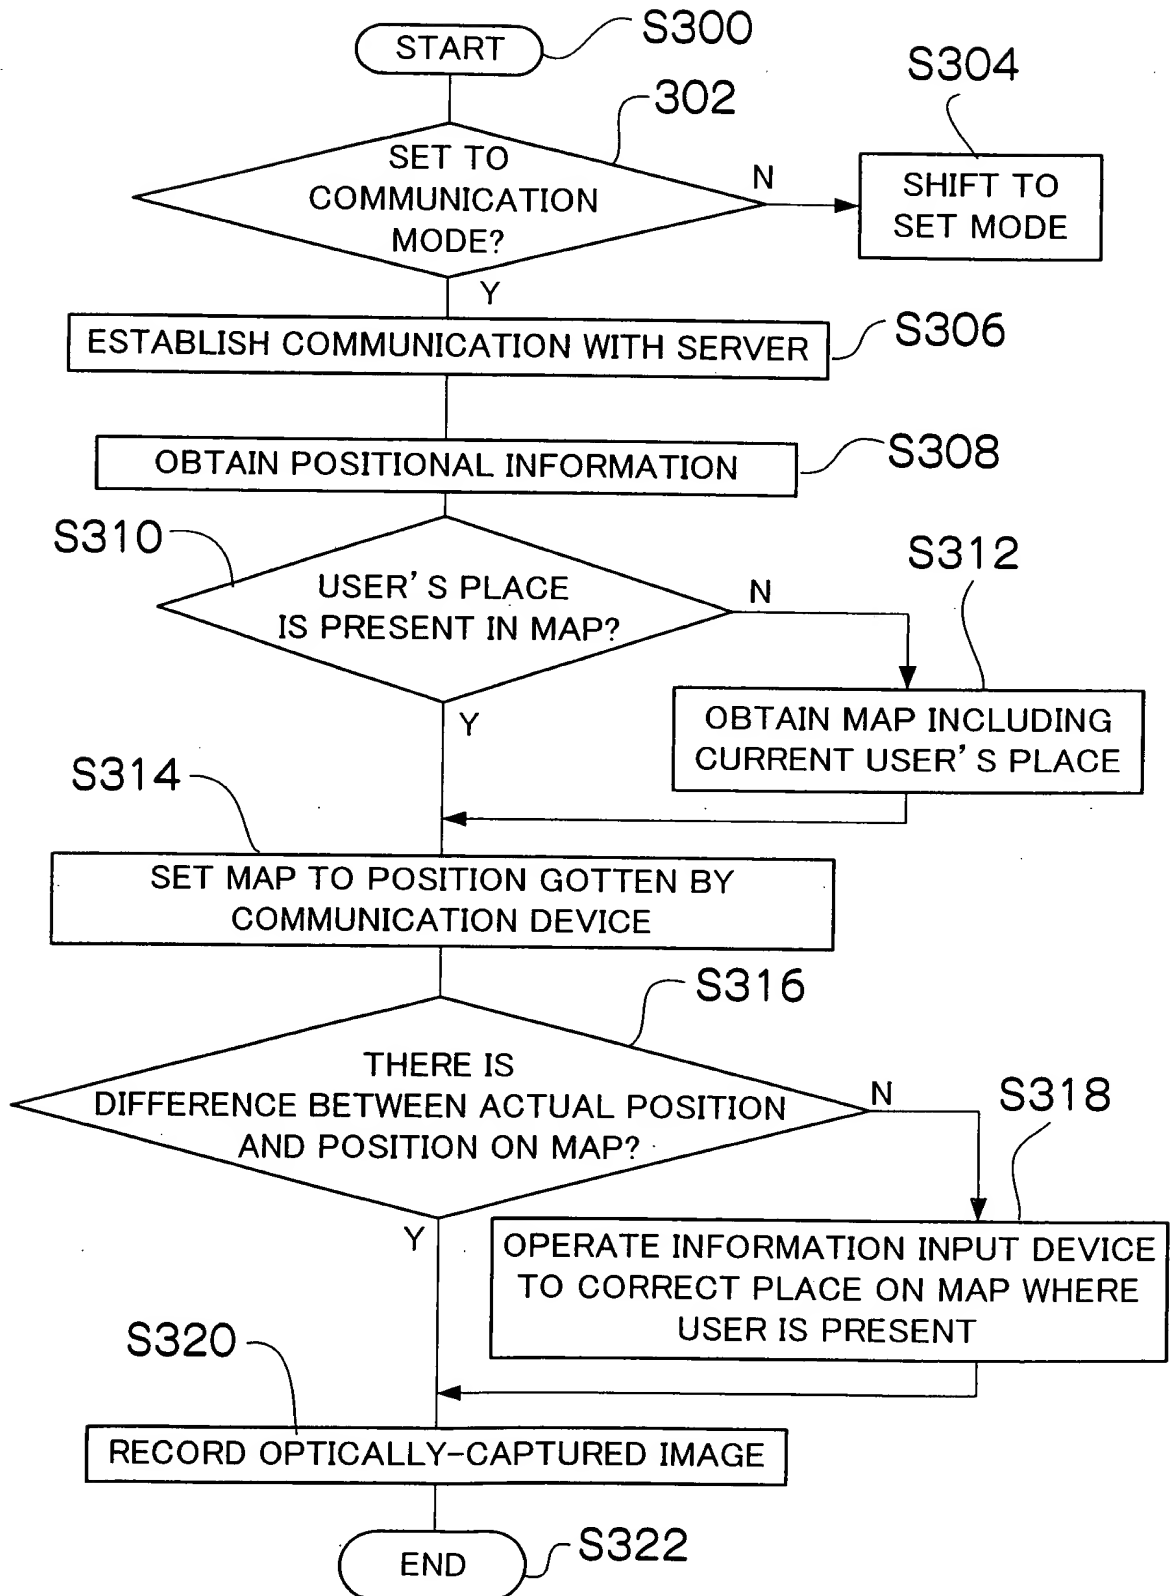 START
S300
302
S304
SET TO
COMMUNICATION
MODE?
N
SHIFT TO
SET MODE
Y
ESTABLISH COMMUNICATION WITH SERVER
S306
OBTAIN POSITIONAL INFORMATION
S308
S310
USER'S PLACE
IS PRESENT IN MAP?
N
S312
Y
OBTAIN MAP INCLUDING
CURRENT USER'S PLACE
S314
SET MAP TO POSITION GOTTEN BY
COMMUNICATION DEVICE
S316
THERE IS
DIFFERENCE BETWEEN ACTUAL POSITION
AND POSITION ON MAP?
N
S318
Y
OPERATE INFORMATION INPUT DEVICE
TO CORRECT PLACE ON MAP WHERE
USER IS PRESENT
S320
RECORD OPTICALLY-CAPTURED IMAGE
END
S322